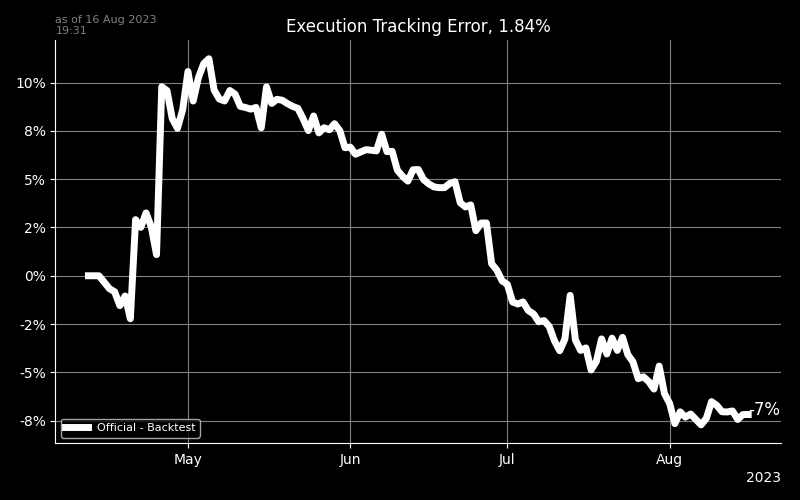 as of 16 Aug 2023
19:31
Execution Tracking Error, 1.84%
10%
8%
5%
2%
0%
-2%
-5%
-8%
-7%
Official - Backtest
May
Jun
Jul
Aug
2023